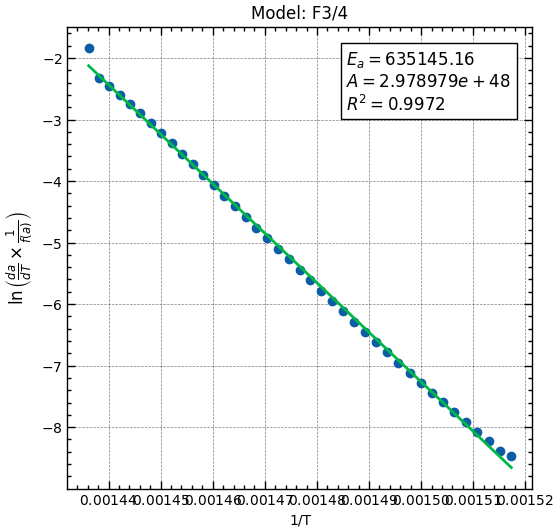 Model: F3/4
E_a = 635145.16
A = 2.978979e + 48
R^2 = 0.9972
−2
−3
−4
−5
−6
−7
−8
ln (da/dT × 1/f(a))
0.00144 0.00145 0.00146 0.00147 0.00148 0.00149 0.00150 0.00151 0.00152
1/T